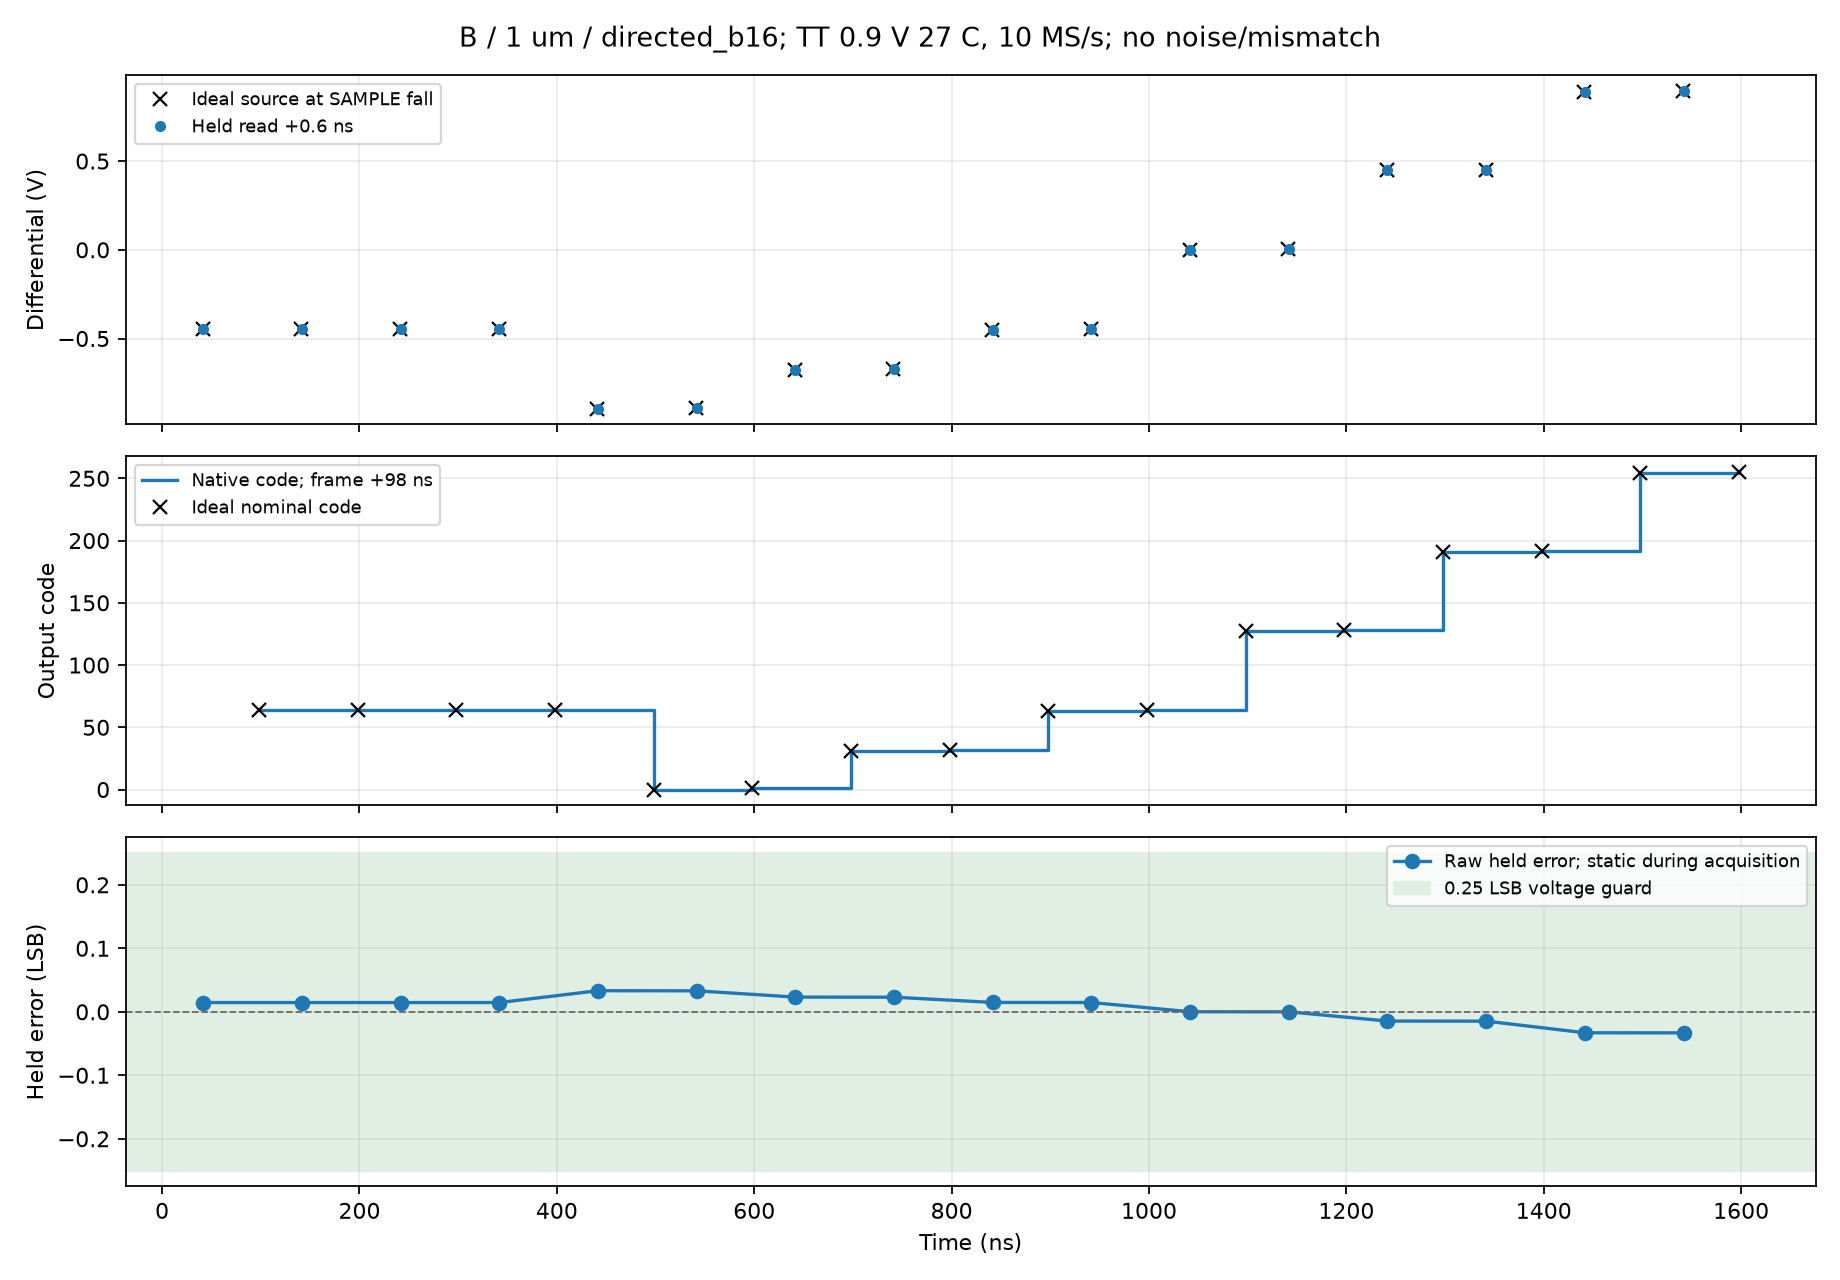 B / 1 um / directed_b16; TT 0.9 V 27 C, 10 MS/s; no noise/mismatch
Ideal source at SAMPLE fall
Held read +0.6 ns
0.5
0.0
−0.5
Differential (V)
Native code; frame +98 ns
Ideal nominal code
250
200
150
100
50
0
Output code
Raw held error; static during acquisition
0.25 LSB voltage guard
0.2
0.1
0.0
−0.1
−0.2
Held error (LSB)
0 200 400 600 800 1000 1200 1400 1600
Time (ns)